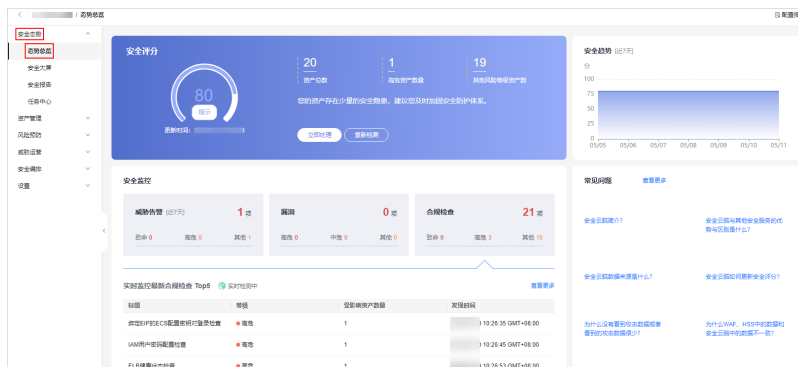 / 态势总览
安全态势
态势总览
安全大屏
安全报告
任务中心
资产管理
风险预防
威胁运营
安全编排
设置
安全评分
80
提示
更新时间：
20
资产总数
1
高危资产数量
19
其他风险等级资产数
您的资产存在少量的安全隐患，建议您及时加固安全防护体系。
立即处理
重新检测
安全趋势 (近7天)
分
100
75
50
25
0
05/05 05/06 05/07 05/08 05/09 05/10 05/11
安全监控
威胁告警 (近7天) 1 项
致命 0 高危 0 其他 1
漏洞 0 项
高危 0 中危 0 其他 0
合规检查 21 项
致命 0 高危 3 其他 18
实时监控最新合规检查 Top5 实时检测中 查看更多
标题 等级 受影响资产数量 发现时间
绑定EIP的ECS配置密钥对登录检查 高危 1 10:26:35 GMT+08:00
IAM用户密码配置检查 高危 1 10:26:45 GMT+08:00
ELB健康状态检查 高危 1 10:26:53 GMT+08:00
常见问题 查看更多
安全云脑简介？
安全云脑与其他安全服务的优
势与区别是什么？
安全云脑数据来源是什么？
安全云脑如何更新安全评分？
为什么没有看到攻击数据或者
看到的攻击数据很少？
为什么WAF、HSS中的数据和
安全云脑中的数据不一致？